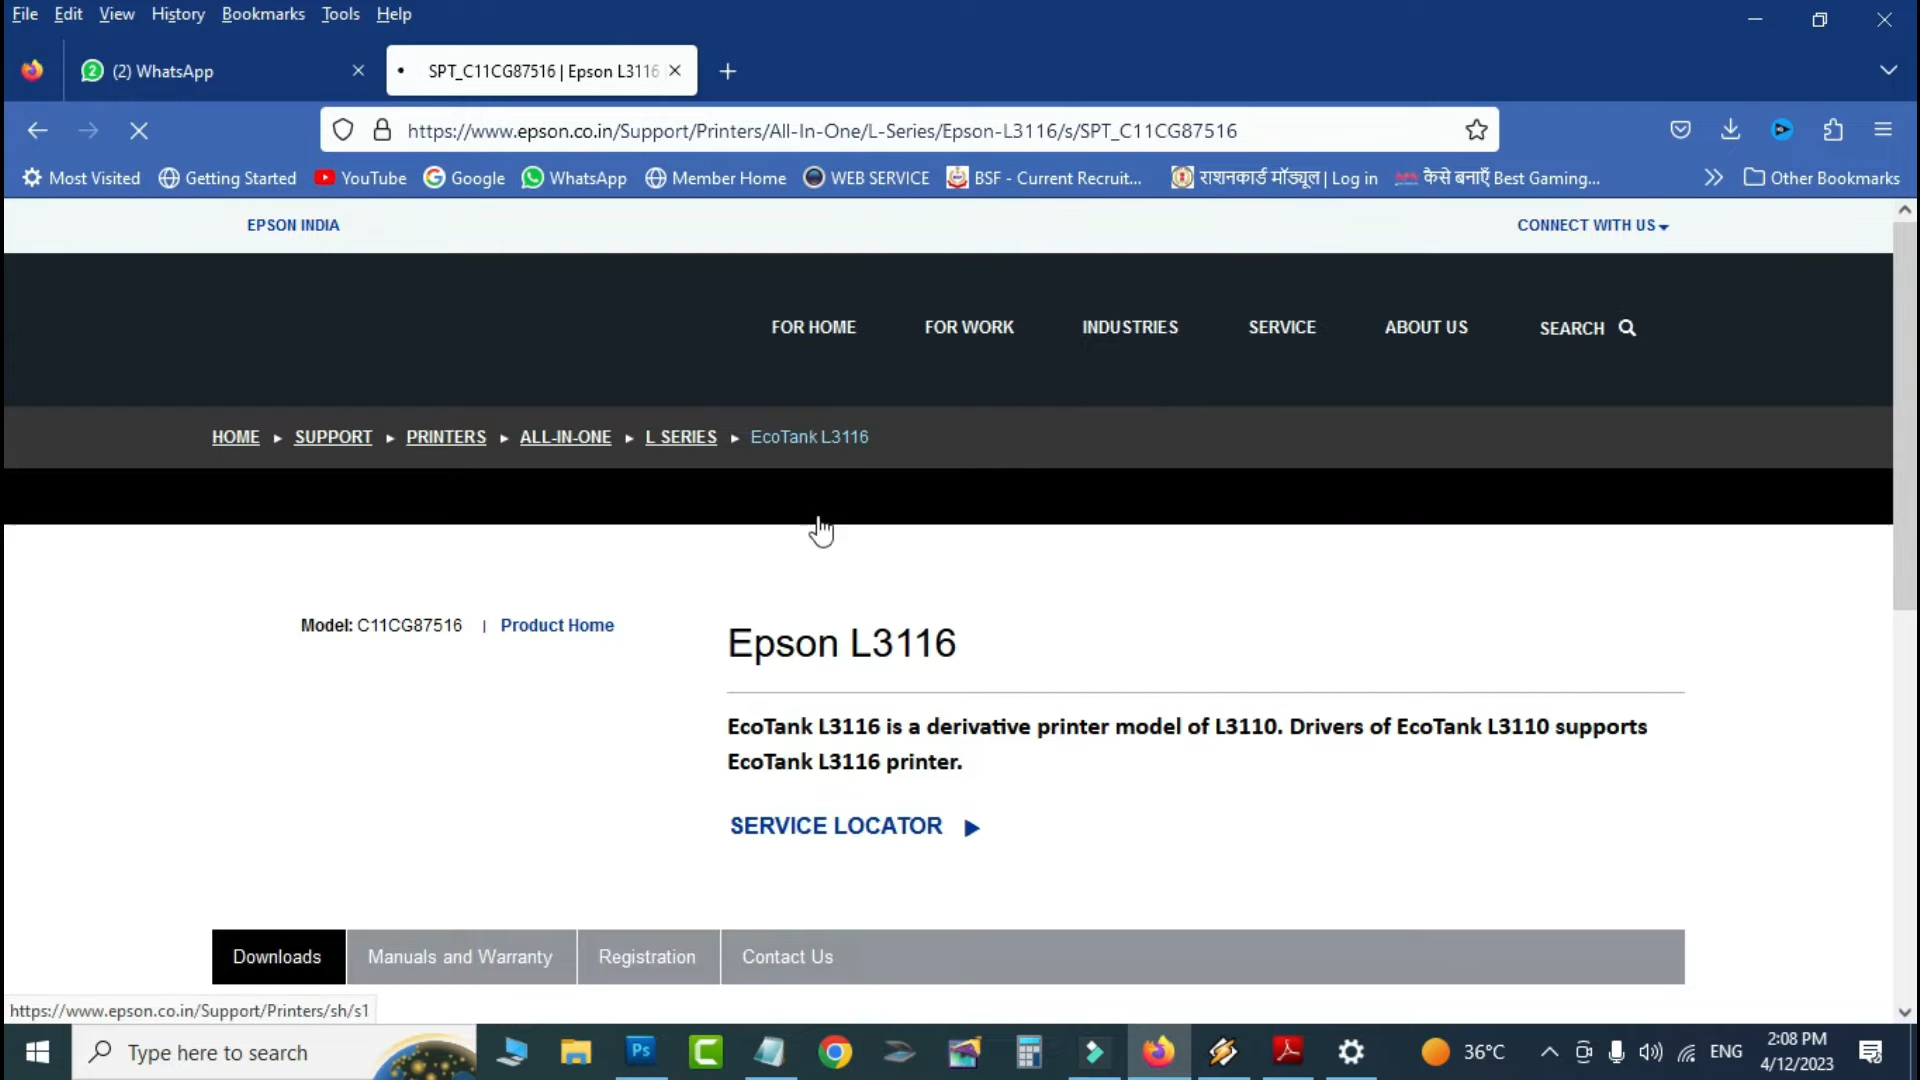 File Edit View History Bookmarks Tools Help
2 (2) WhatsApp
SPT_C11CG87516 | Epson L3116
https://www.epson.co.in/Support/Printers/All-In-One/L-Series/Epson-L3116/s/SPT_C11CG87516
Most Visited Getting Started YouTube Google WhatsApp Member Home WEB SERVICE BSF - Current Recruit... राशनकार्ड मॉड्यूल | Log in कैसे बनाएँ Best Gaming... Other Bookmarks
EPSON INDIA CONNECT WITH US
FOR HOME FOR WORK INDUSTRIES SERVICE ABOUT US SEARCH
HOME ▸ SUPPORT ▸ PRINTERS ▸ ALL-IN-ONE ▸ L SERIES ▸ EcoTank L3116
Model: C11CG87516 | Product Home
Epson L3116
EcoTank L3116 is a derivative printer model of L3110. Drivers of EcoTank L3110 supports
EcoTank L3116 printer.
SERVICE LOCATOR
Downloads Manuals and Warranty Registration Contact Us
https://www.epson.co.in/Support/Printers/sh/s1
Type here to search Ps 36°C ENG 2:08 PM
4/12/2023